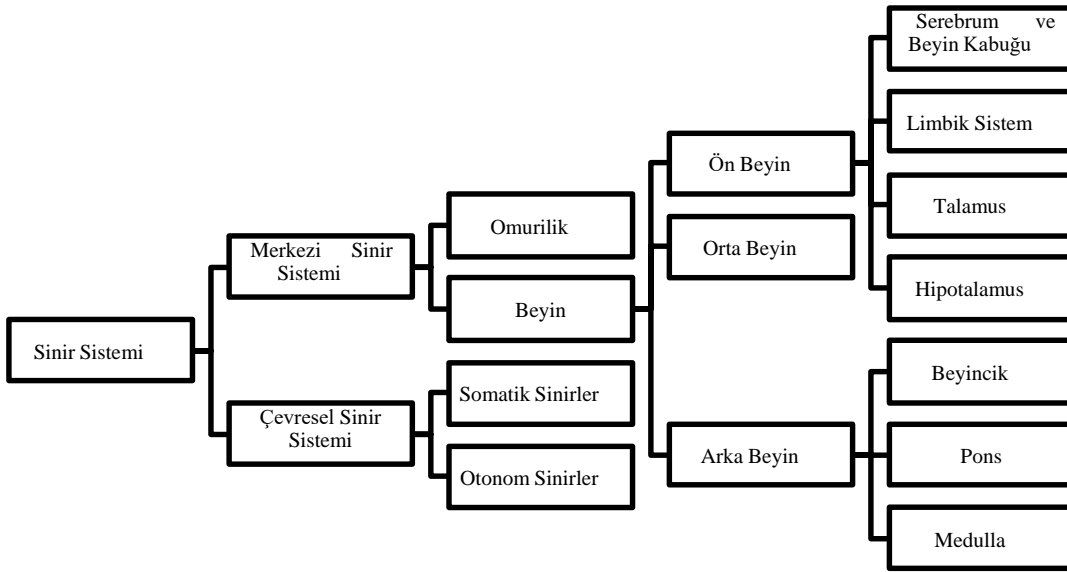 Sinir Sistemi
Merkezi Sinir
Sistemi
Çevresel Sinir
Sistemi
Omurilik
Beyin
Somatik Sinirler
Otonom Sinirler
Ön Beyin
Orta Beyin
Arka Beyin
Serebrum ve
Beyin Kabuğu
Limbik Sistem
Talamus
Hipotalamus
Beyincik
Pons
Medulla